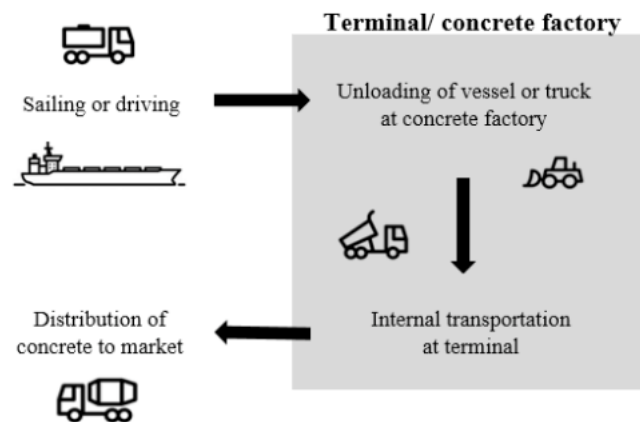 Terminal/ concrete factory
Sailing or driving
Unloading of vessel or truck
at concrete factory
Internal transportation
at terminal
Distribution of
concrete to market